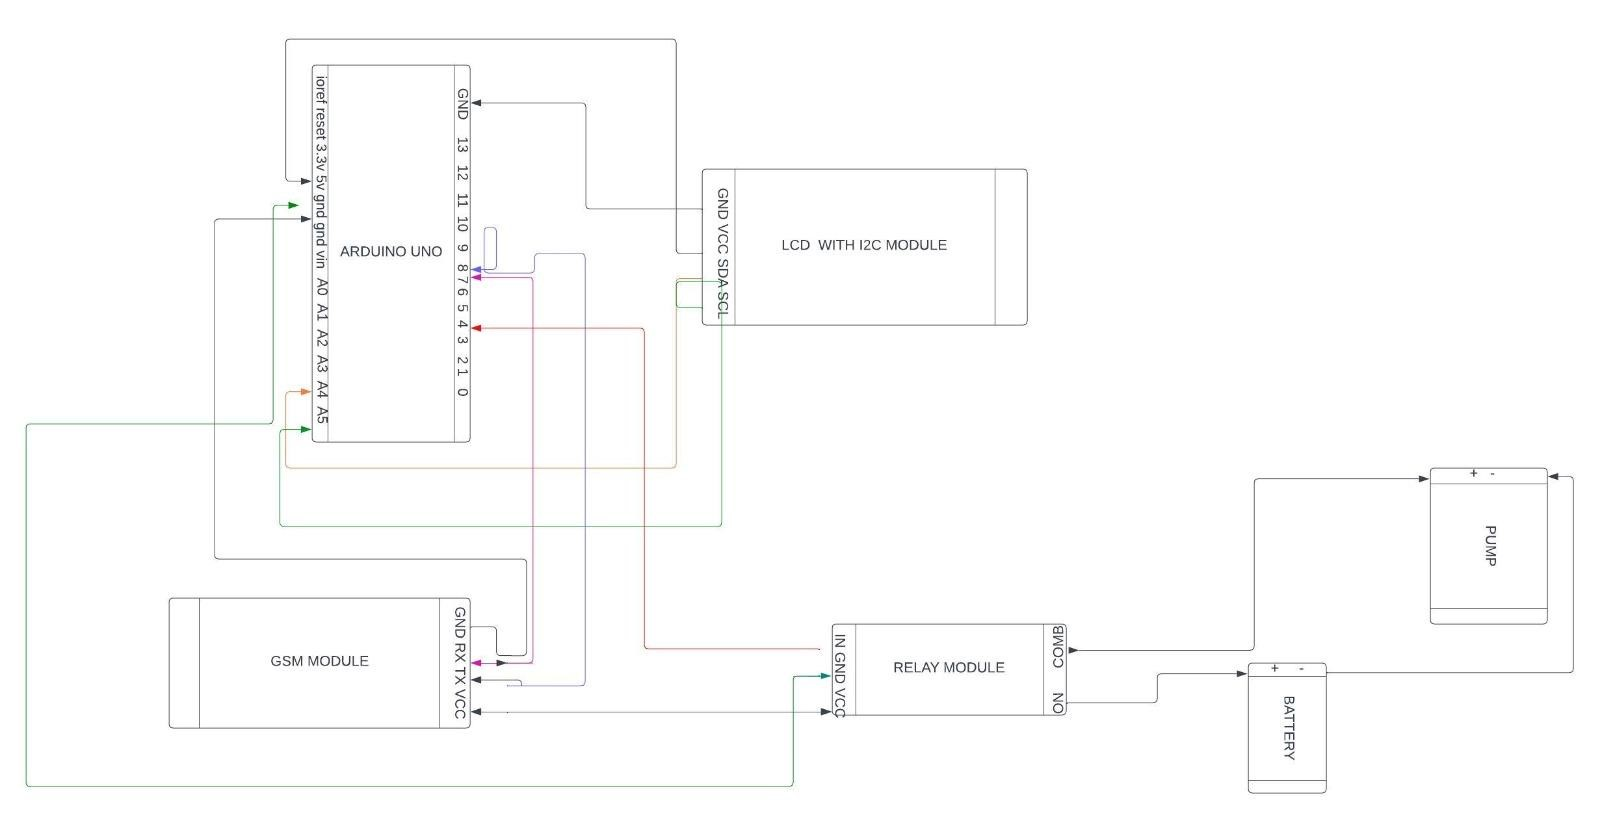 ioref reset 3.3v 5v gnd gnd vin A0 A1 A2 A3 A4 A5
ARDUINO UNO
GND 13 12 11 10 9 8 7 6 5 4 3 2 1 0
GND VCC SDA SCL
LCD WITH I2C MODULE
GSM MODULE
GND RX TX VCC
IN GND VCC
RELAY MODULE
COMB NO
+ -
PUMP
+ -
BATTERY